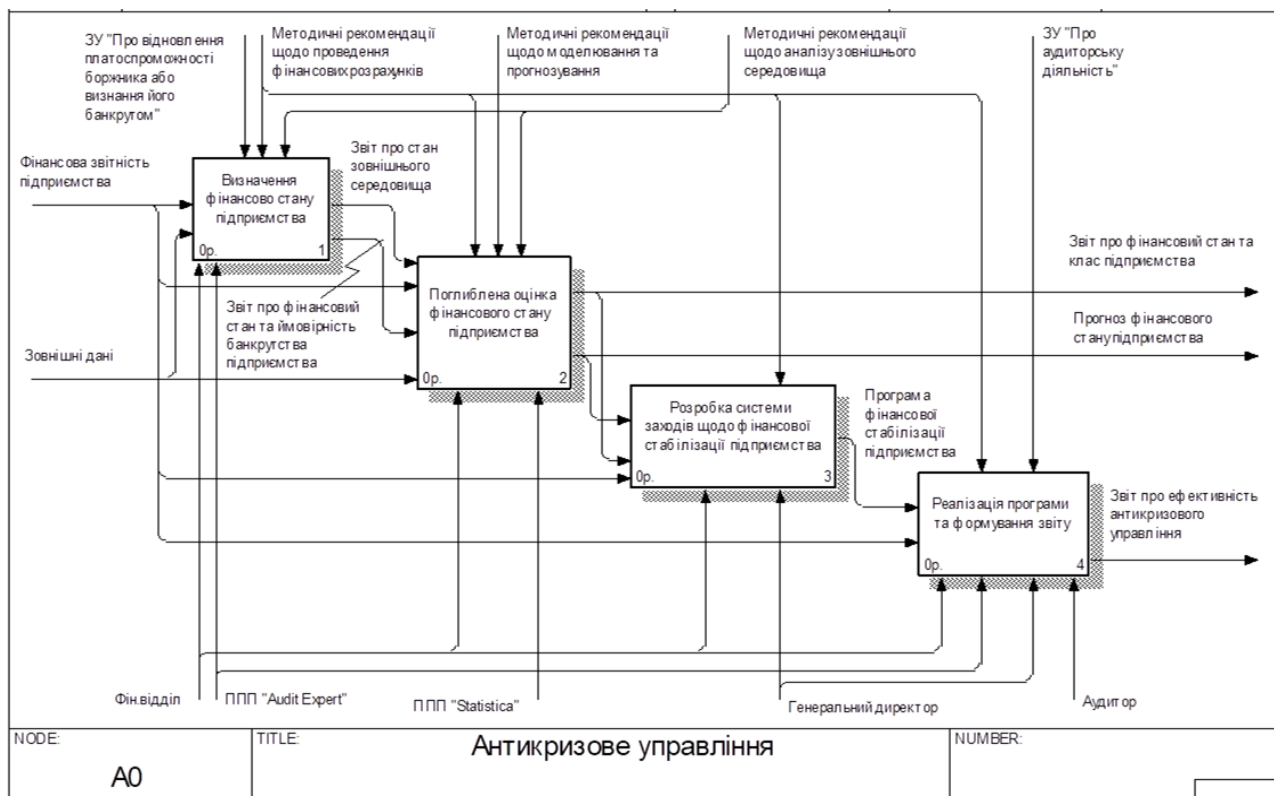 ЗУ "Про відновлення
платоспроможності
боржника або
визнання його
банкрутом"
Методичні рекомендації
щодо проведення
фінансових розрахунків
Методичні рекомендації
щодо моделювання та
прогнозування
Методичні рекомендації
щодо аналізу зовнішнього
середовища
ЗУ "Про
аудиторську
діяльність"
Фінансова звітність
підприємства
Визначення
фінансово стану
підприємства
0р. 1
Звіт про стан
зовнішнього
середовища
Звіт про фінансовий стан та
клас підприємства
Поглиблена оцінка
фінансового стану
підприємства
0р. 2
Звіт про фінансовий
стан та ймовірність
банкрутства
підприємства
Прогноз фінансового
стану підприємства
Зовнішні дані
Розробка системи
заходів щодо фінансової
стабілізації підприємства
0р. 3
Програма
фінансової
стабілізації
підприємства
Реалізація програми
та формування звіту
0р. 4
Звіт про ефективність
антикризового
управління
Фін.відділ
ППП "Audit Expert"
ППП "Statistica"
Генеральний директор
Аудитор
NODE:
A0
TITLE:
Антикризове управління
NUMBER: